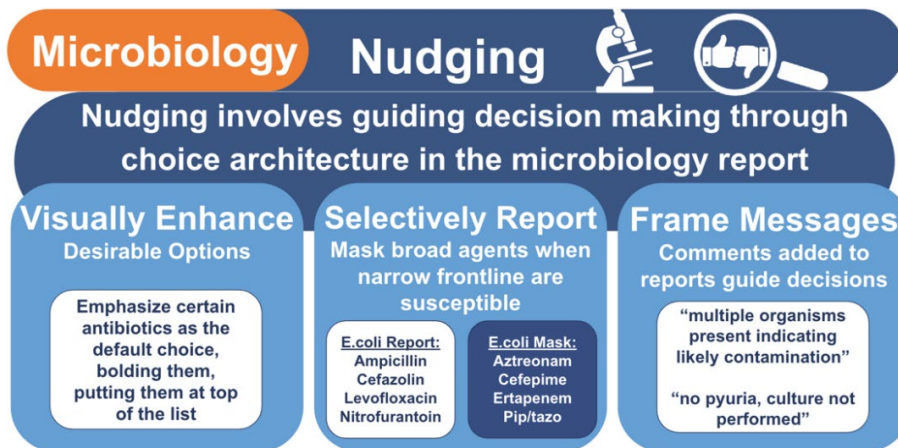 Microbiology Nudging
Nudging involves guiding decision making through
choice architecture in the microbiology report
Visually Enhance
Desirable Options
Emphasize certain
antibiotics as the
default choice,
bolding them,
putting them at top
of the list
Selectively Report
Mask broad agents when
narrow frontline are
susceptible
E.coli Report:
Ampicillin
Cefazolin
Levofloxacin
Nitrofurantoin
E.coli Mask:
Aztreonam
Cefepime
Ertapenem
Pip/tazo
Frame Messages
Comments added to
reports guide decisions
“multiple organisms
present indicating
likely contamination”
“no pyuria, culture not
performed”